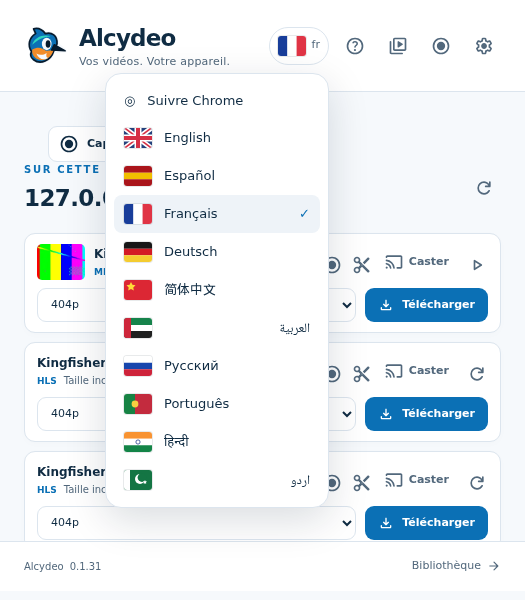 Alcydeo
Vos vidéos. Votre appareil.
fr
Suivre Chrome
English
Español
Français
Deutsch
简体中文
العربية
Русский
Português
हिन्दी
اردو
SUR CETTE
127.0.
404p
Caster
Télécharger
Kingfisher
HLS Taille
404p
Caster
Télécharger
Kingfisher
HLS Taille
404p
Caster
Télécharger
Alcydeo 0.1.31
Bibliothèque